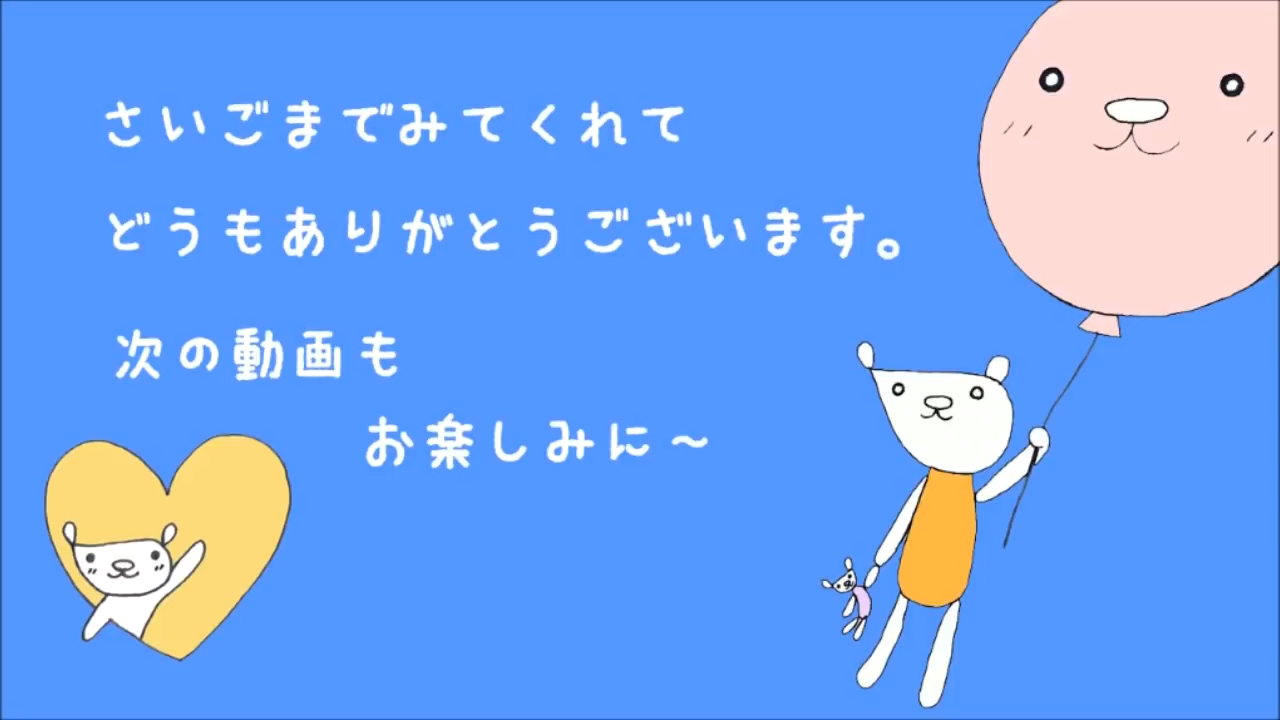 さいごまでみてくれて
どうもありがとうございます。
次の動画も
お楽しみに～